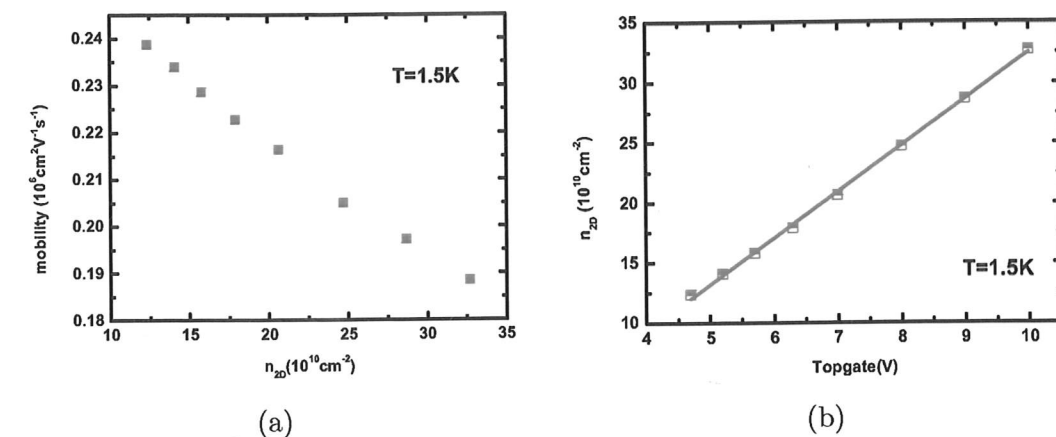 0.24
0.23
0.22
0.21
0.20
0.19
0.18
mobility (10⁶cm²V⁻¹s⁻¹)
T=1.5K
10 15 20 25 30 35
n₂D(10¹⁰cm⁻²)
(a)
35
30
25
20
15
10
n₂D (10¹⁰cm⁻²)
T=1.5K
4 5 6 7 8 9 10
Topgate(V)
(b)